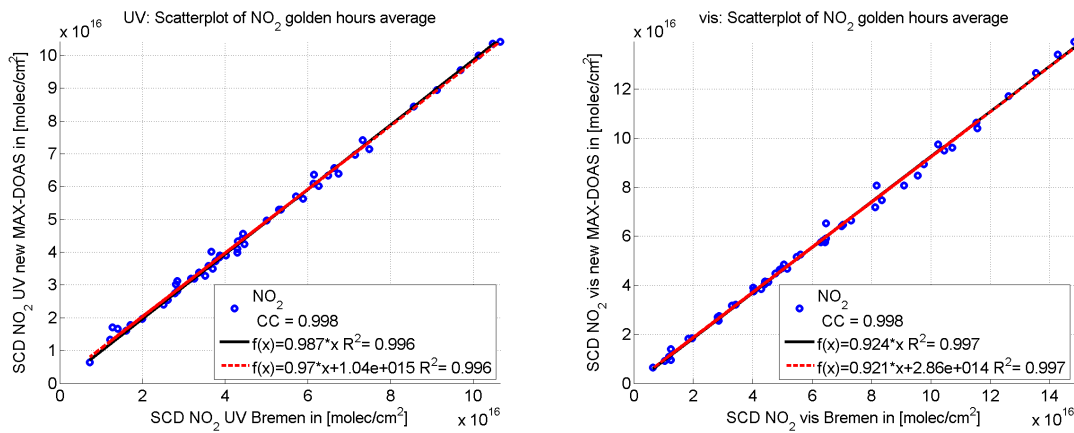 UV: Scatterplot of NO2 golden hours average
x 10^16
SCD NO2 UV new MAX-DOAS in [molec/cm2]
10
9
8
7
6
5
4
3
2
1
0
NO2
CC = 0.998
f(x)=0.987*x R2= 0.996
f(x)=0.97*x+1.04e+015 R2= 0.996
0 2 4 6 8 10
x 10^16
SCD NO2 UV Bremen in [molec/cm2]
vis: Scatterplot of NO2 golden hours average
x 10^16
SCD NO2 vis new MAX-DOAS in [molec/cm2]
12
10
8
6
4
2
0
NO2
CC = 0.998
f(x)=0.924*x R2= 0.997
f(x)=0.921*x+2.86e+014 R2= 0.997
0 2 4 6 8 10 12 14
x 10^16
SCD NO2 vis Bremen in [molec/cm2]